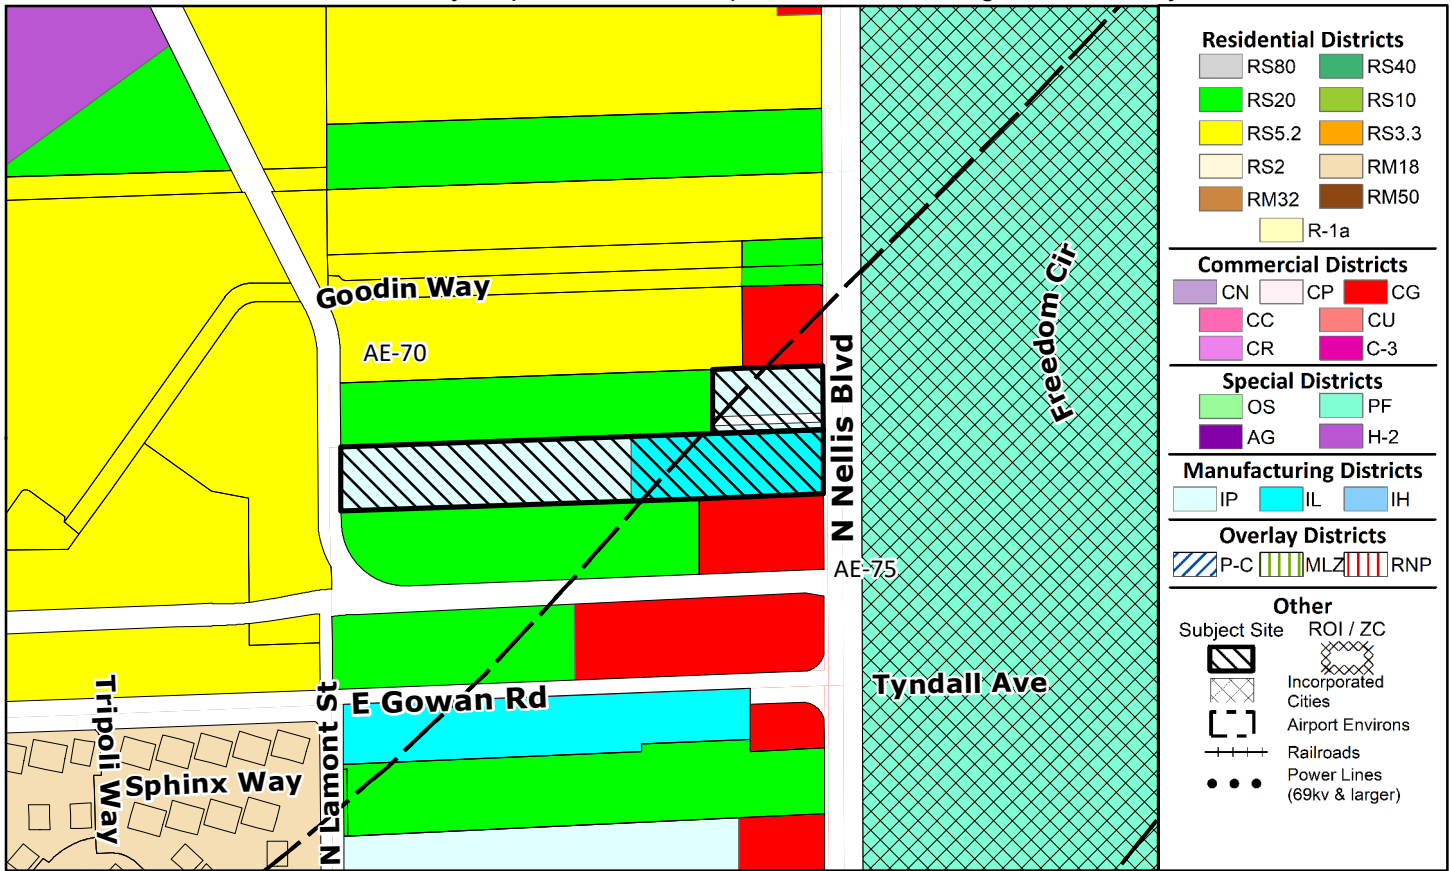 Goodin Way
AE-70
N Nellis Blvd
Freedom Cir
AE-75
Tyndall Ave
E Gowan Rd
N Lamont St
Tripoli Way
Sphinx Way
Residential Districts
RS80
RS40
RS20
RS10
RS5.2
RS3.3
RS2
RM18
RM32
RM50
R-1a
Commercial Districts
CN
CP
CG
CC
CU
CR
C-3
Special Districts
OS
PF
AG
H-2
Manufacturing Districts
IP
IL
IH
Overlay Districts
P-C
MLZ
RNP
Other
Subject Site
ROI / ZC
Incorporated
Cities
Airport Environs
Railroads
Power Lines
(69kv & larger)